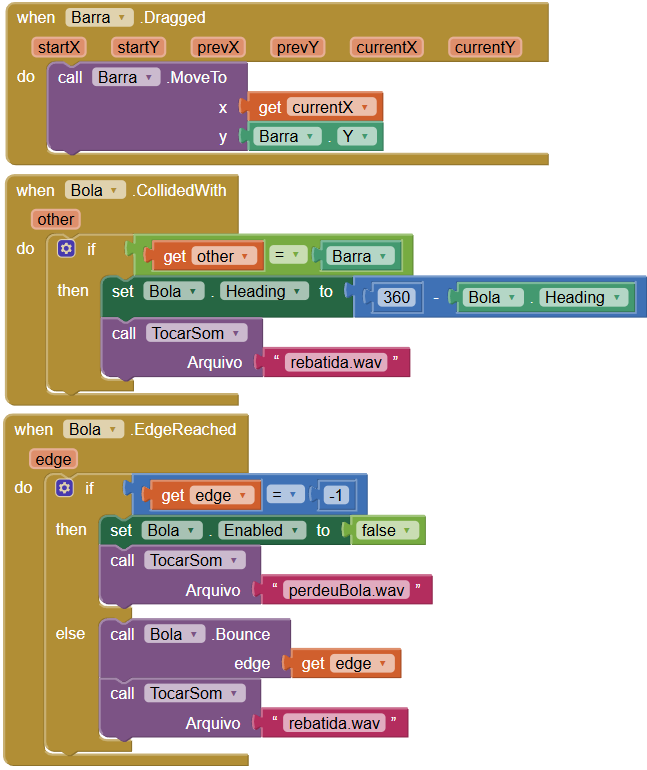 when Barra .Dragged
startX startY prevX prevY currentX currentY
do call Barra .MoveTo
x get currentX
y Barra . Y
when Bola .CollidedWith
other
do if get other = Barra
then set Bola . Heading to 360 - Bola . Heading
call TocarSom
Arquivo “ rebatida.wav ”
when Bola .EdgeReached
edge
do if get edge = -1
then set Bola . Enabled to false
call TocarSom
Arquivo “ perdeuBola.wav ”
else call Bola .Bounce
edge get edge
call TocarSom
Arquivo “ rebatida.wav ”